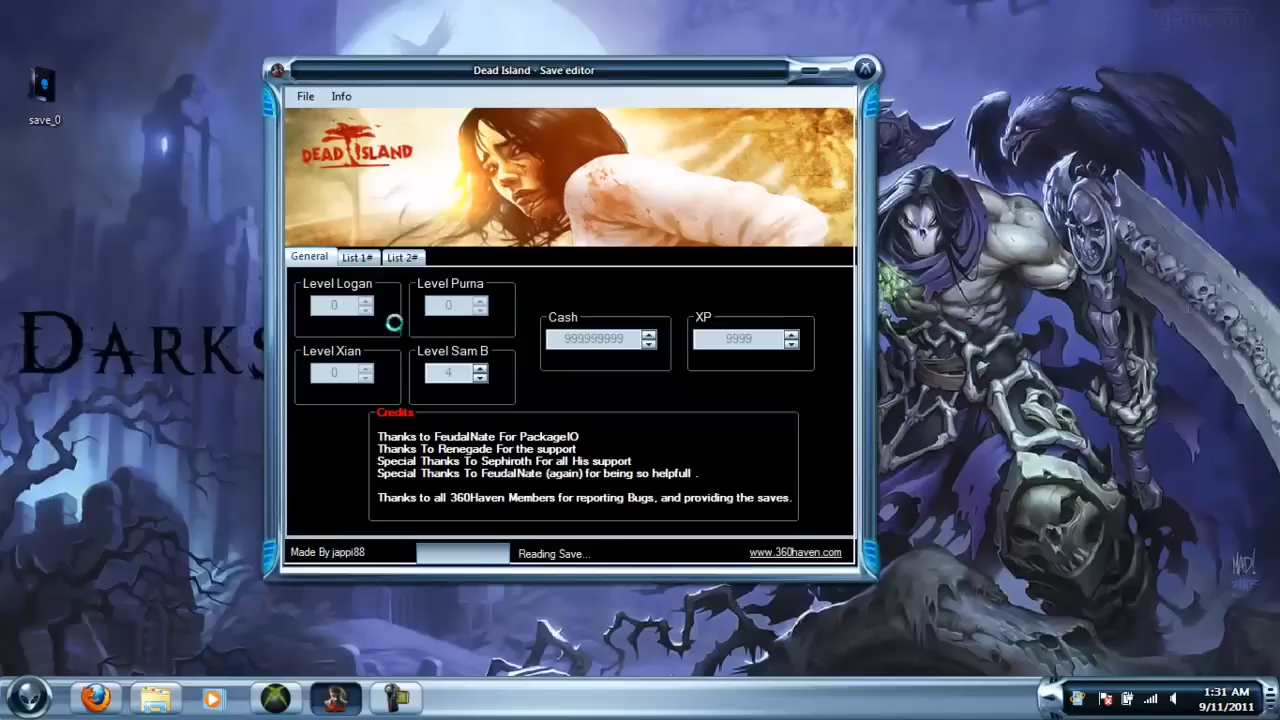 Dead Island - Save editor
File Info
save_0
DEAD ISLAND
General List 1# List 2#
Level Logan Level Purna
0 0
Cash XP
999999999 9999
Level Xian Level Sam B
0 4
DARKS
Credits
Thanks to FeudalNate For PackageIO
Thanks To Renegade For the support
Special Thanks To Sephiroth For all His support
Special Thanks To FeudalNate (again) for being so helpfull .
Thanks to all 360Haven Members for reporting Bugs, and providing the saves.
Made By jappi88 Reading Save... www.360haven.com
MAD!
1:31 AM
9/11/2011